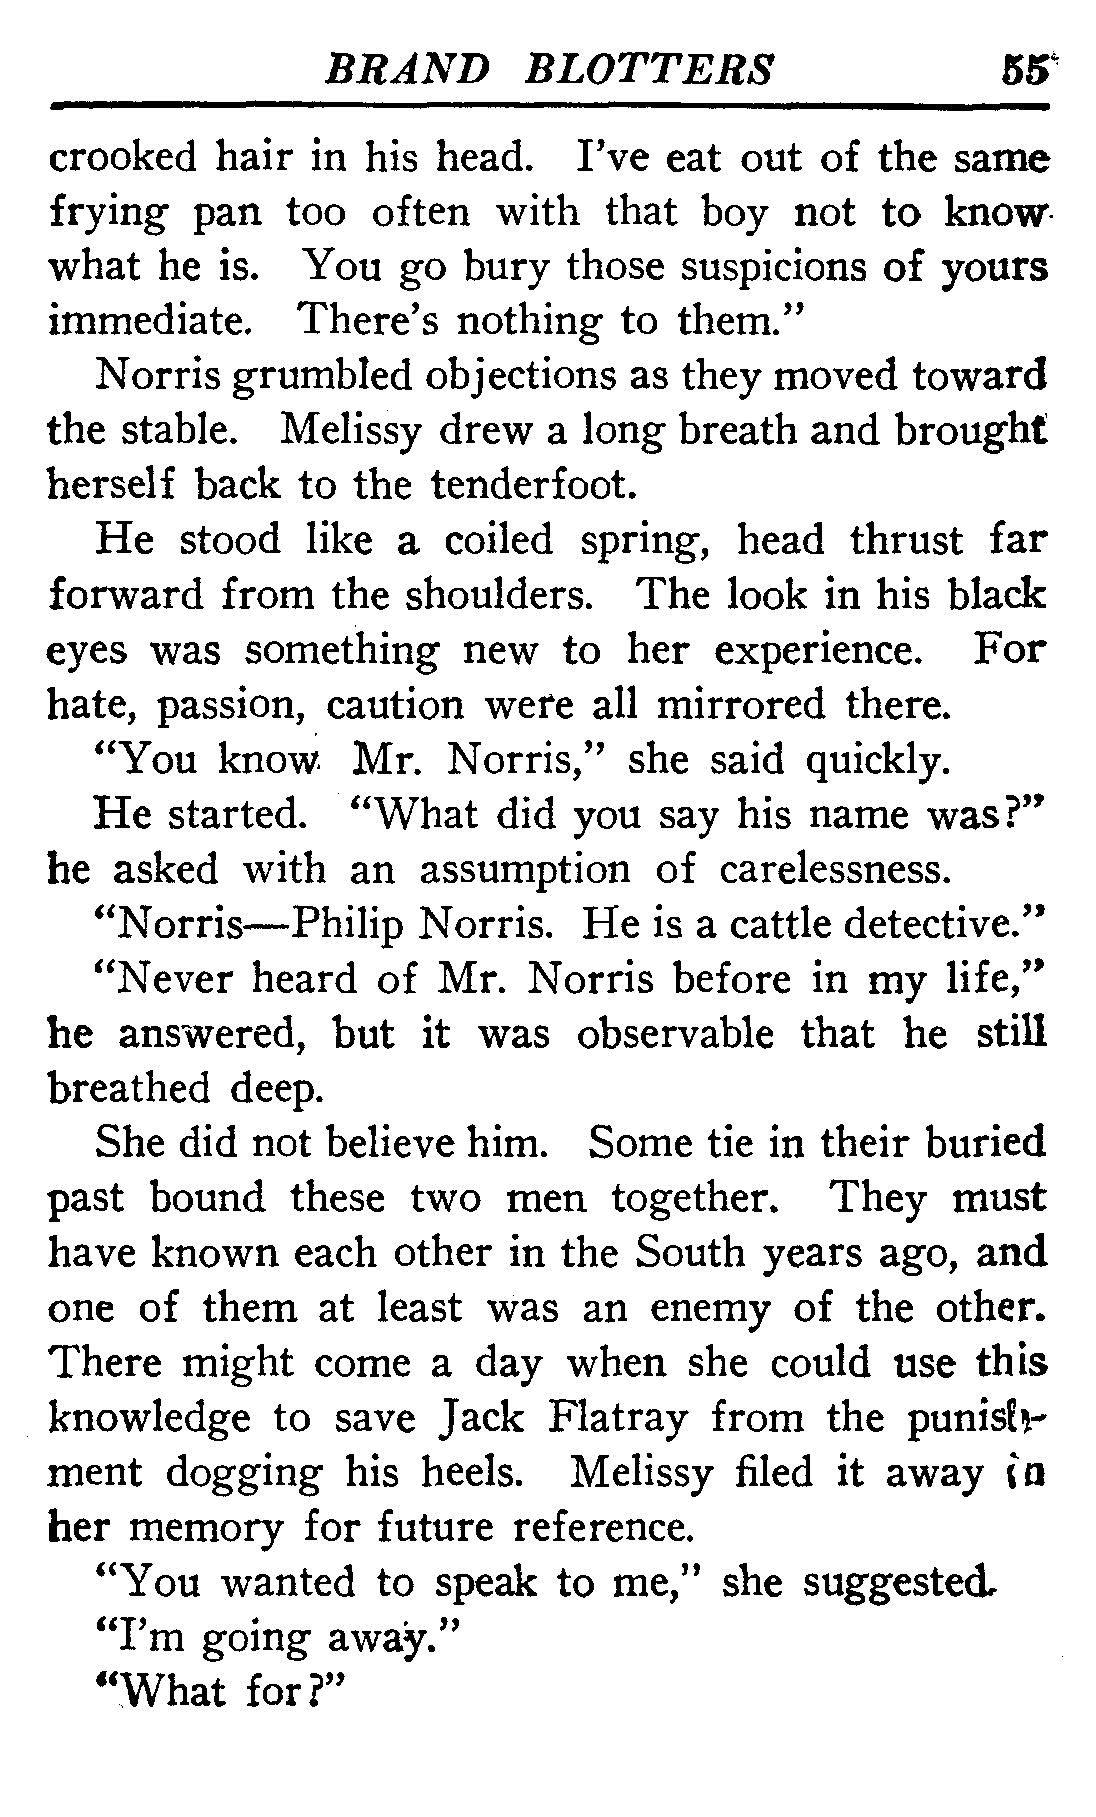 BRAND BLOTTERS 55
crooked hair in his head. I've eat out of the same
frying pan too often with that boy not to know
what he is. You go bury those suspicions of yours
immediate. There's nothing to them."
Norris grumbled objections as they moved toward
the stable. Melissy drew a long breath and brought
herself back to the tenderfoot.
He stood like a coiled spring, head thrust far
forward from the shoulders. The look in his black
eyes was something new to her experience. For
hate, passion, caution were all mirrored there.
"You know Mr. Norris," she said quickly.
He started. "What did you say his name was?"
he asked with an assumption of carelessness.
"Norris—Philip Norris. He is a cattle detective."
"Never heard of Mr. Norris before in my life,"
he answered, but it was observable that he still
breathed deep.
She did not believe him. Some tie in their buried
past bound these two men together. They must
have known each other in the South years ago, and
one of them at least was an enemy of the other.
There might come a day when she could use this
knowledge to save Jack Flatray from the punish-
ment dogging his heels. Melissy filed it away in
her memory for future reference.
"You wanted to speak to me," she suggested.
"I'm going away."
"What for?"